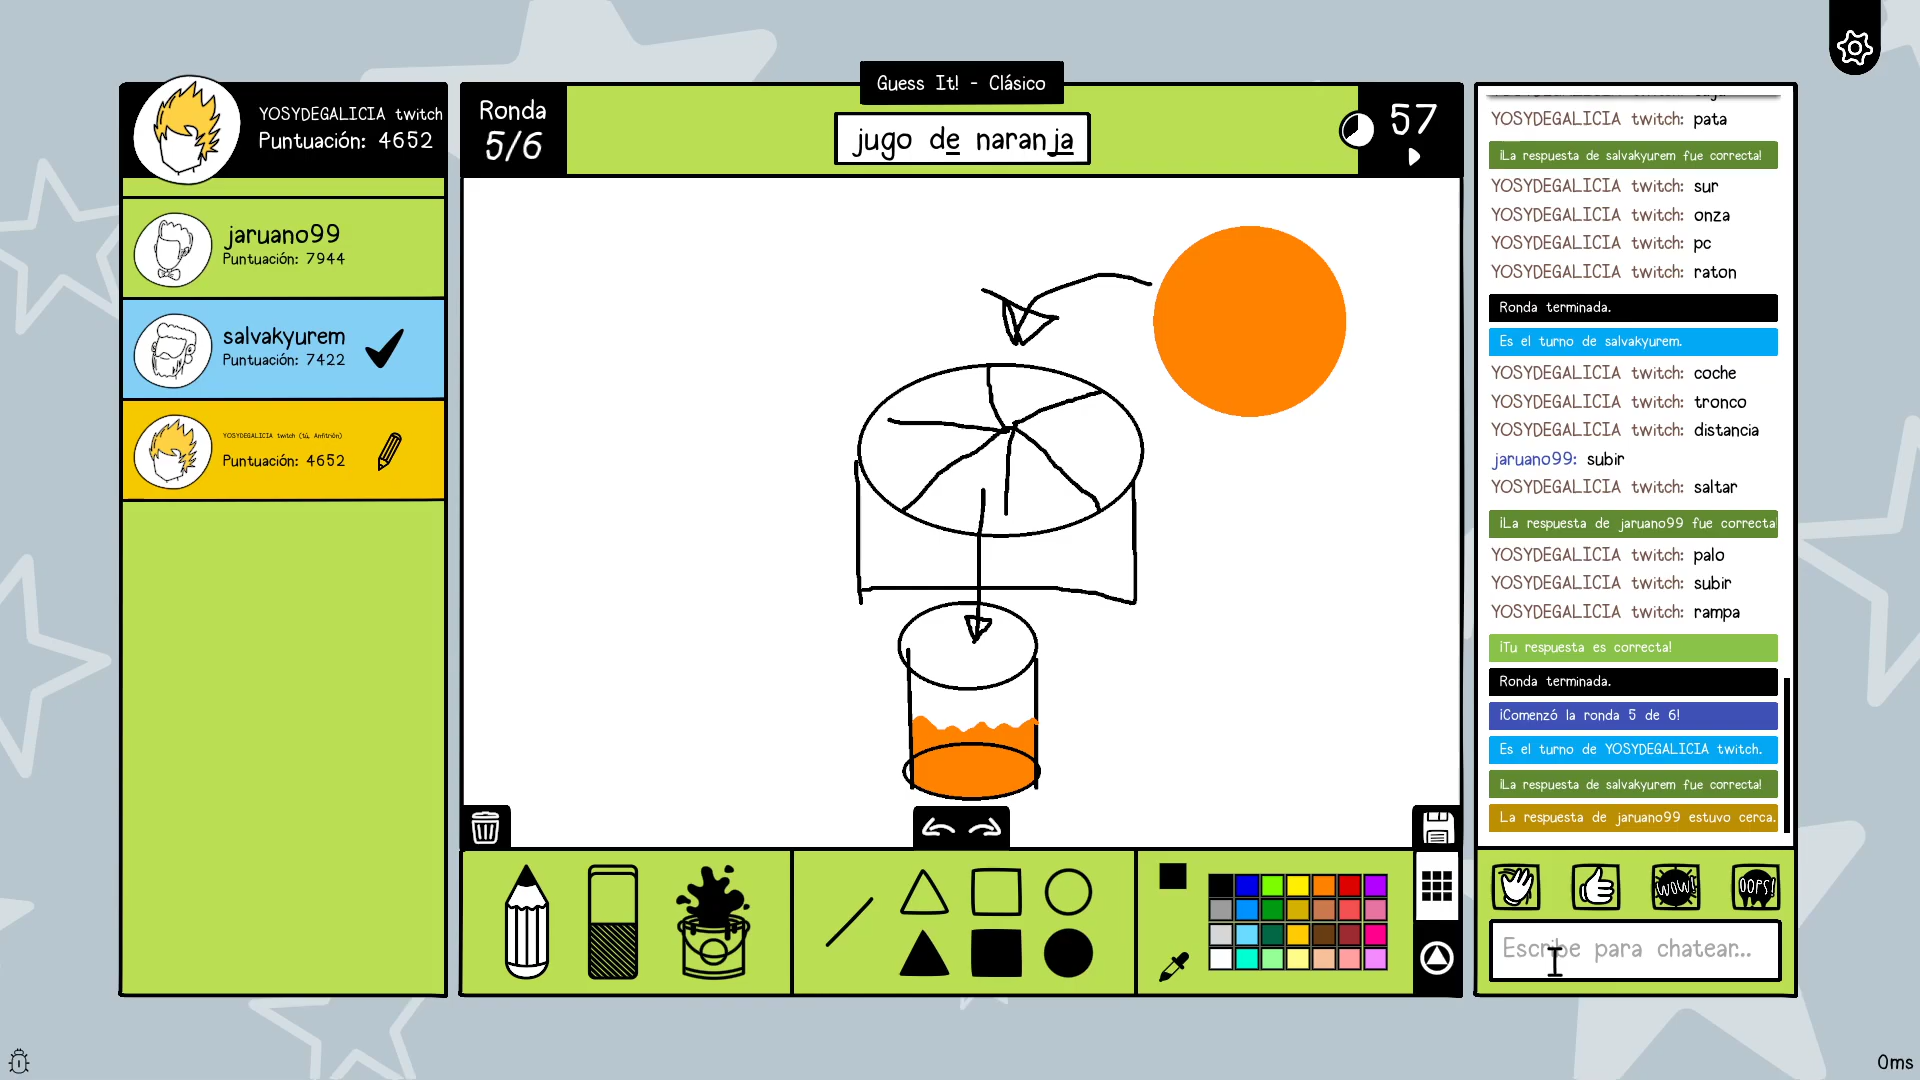 Guess It! - Clásico
YOSYDEGALICIA twitch
Puntuación: 4652
Ronda
5/6
jugo de naranja
57
jaruano99
Puntuación: 7944
salvakyurem
Puntuación: 7422
YOSYDEGALICIA twitch (tú, Anfitrión)
Puntuación: 4652
YOSYDEGALICIA twitch: pata
¡La respuesta de salvakyurem fue correcta!
YOSYDEGALICIA twitch: sur
YOSYDEGALICIA twitch: onza
YOSYDEGALICIA twitch: pc
YOSYDEGALICIA twitch: raton
Ronda terminada.
Es el turno de salvakyurem.
YOSYDEGALICIA twitch: coche
YOSYDEGALICIA twitch: tronco
YOSYDEGALICIA twitch: distancia
jaruano99: subir
YOSYDEGALICIA twitch: saltar
¡La respuesta de jaruano99 fue correcta
YOSYDEGALICIA twitch: palo
YOSYDEGALICIA twitch: subir
YOSYDEGALICIA twitch: rampa
¡Tu respuesta es correcta!
Ronda terminada.
¡Comenzó la ronda 5 de 6!
Es el turno de YOSYDEGALICIA twitch.
¡La respuesta de salvakyurem fue correcta!
La respuesta de jaruano99 estuvo cerca.
WOW!
OOPS!
Escribe para chatear...
0ms